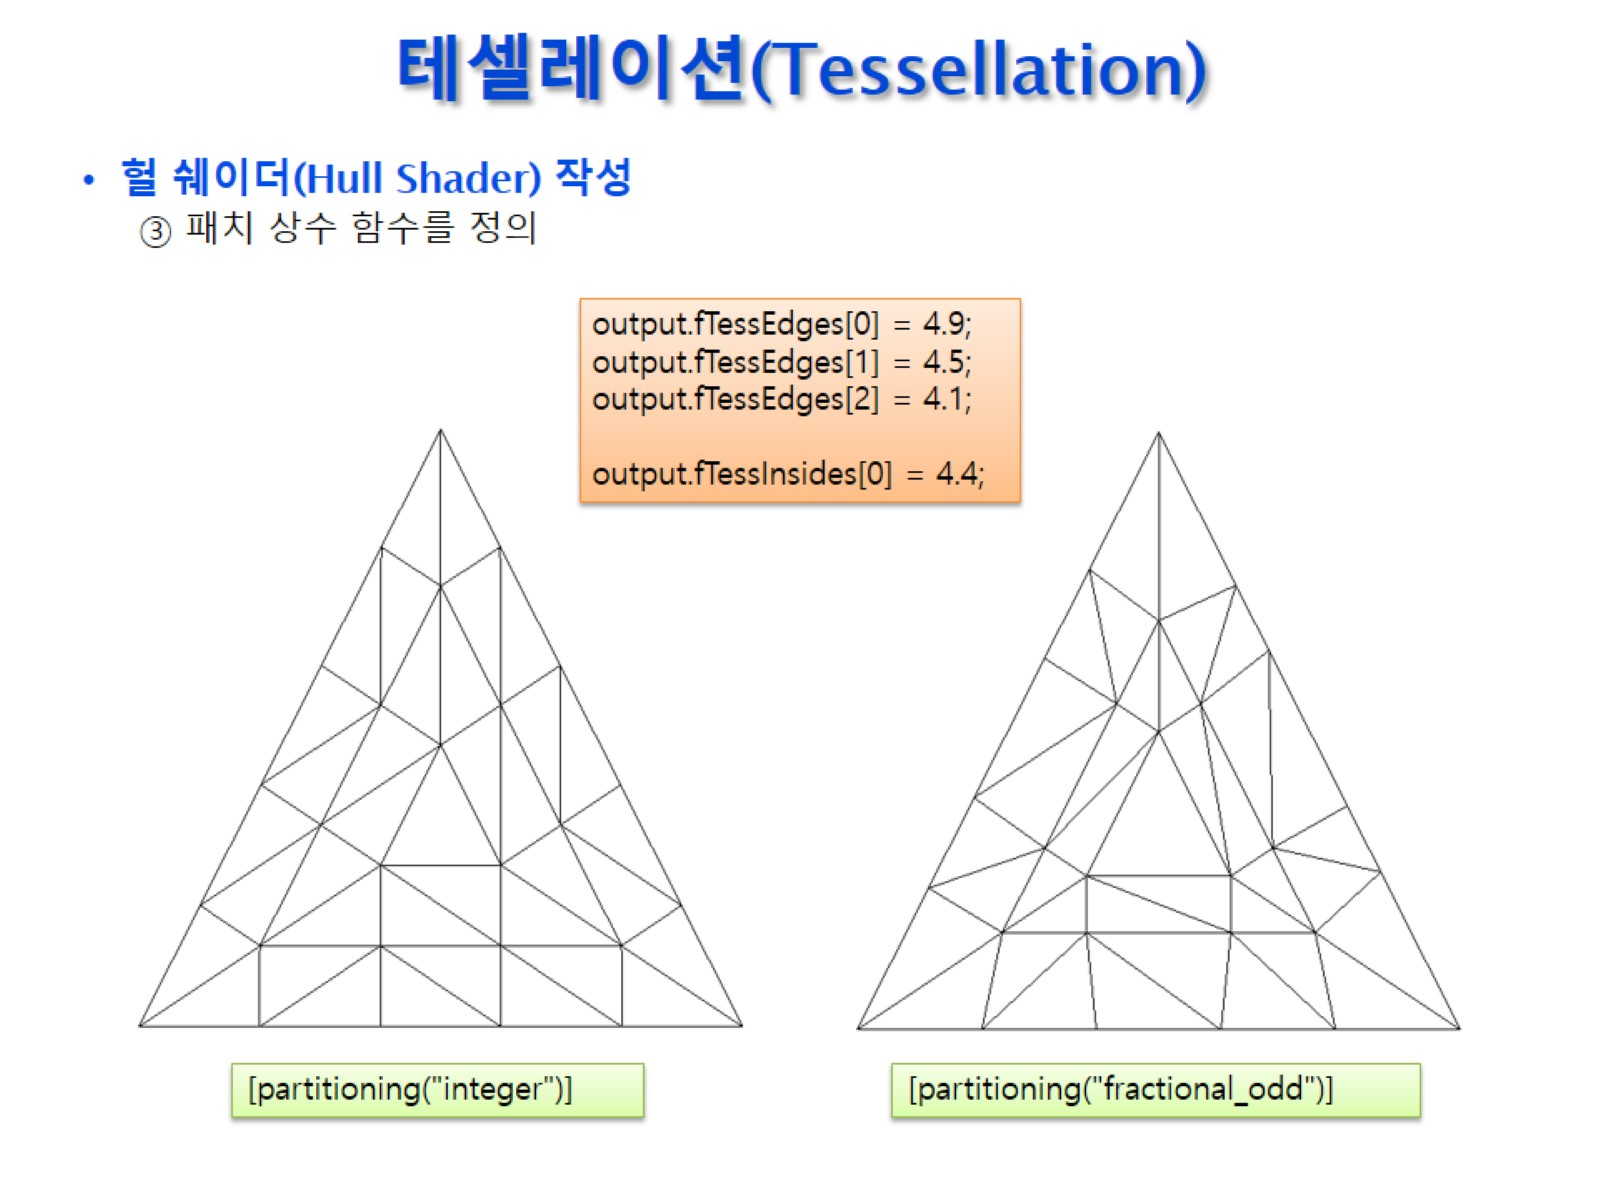 테셀레이션(Tessellation)
• 헐 쉐이더(Hull Shader) 작성
③ 패치 상수 함수를 정의
output.fTessEdges[0] = 4.9;
output.fTessEdges[1] = 4.5;
output.fTessEdges[2] = 4.1;
output.fTessInsides[0] = 4.4;
[partitioning("integer")]
[partitioning("fractional_odd")]